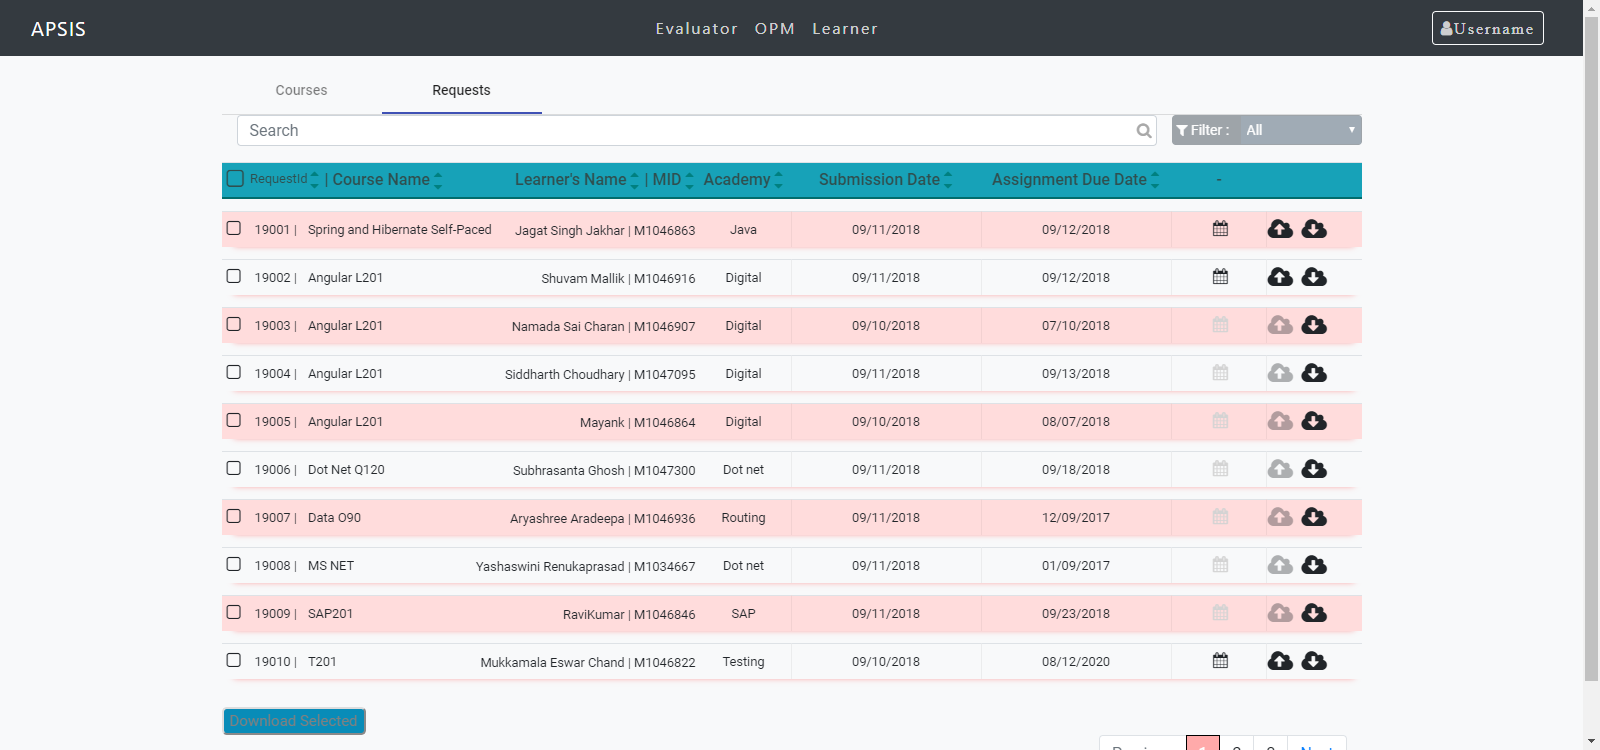 APSIS Evaluator OPM Learner Username
Courses Requests
Search Filter : All
RequestId | Course Name Learner's Name | MID Academy Submission Date Assignment Due Date -
19001 | Spring and Hibernate Self-Paced Jagat Singh Jakhar | M1046863 Java 09/11/2018 09/12/2018
19002 | Angular L201 Shuvam Mallik | M1046916 Digital 09/11/2018 09/12/2018
19003 | Angular L201 Namada Sai Charan | M1046907 Digital 09/10/2018 07/10/2018
19004 | Angular L201 Siddharth Choudhary | M1047095 Digital 09/11/2018 09/13/2018
19005 | Angular L201 Mayank | M1046864 Digital 09/10/2018 08/07/2018
19006 | Dot Net Q120 Subhrasanta Ghosh | M1047300 Dot net 09/11/2018 09/18/2018
19007 | Data O90 Aryashree Aradeepa | M1046936 Routing 09/11/2018 12/09/2017
19008 | MS NET Yashaswini Renukaprasad | M1034667 Dot net 09/11/2018 01/09/2017
19009 | SAP201 RaviKumar | M1046846 SAP 09/11/2018 09/23/2018
19010 | T201 Mukkamala Eswar Chand | M1046822 Testing 09/10/2018 08/12/2020
Download Selected